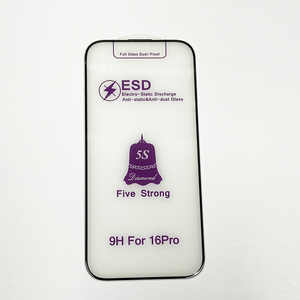 Full Glass Dust-Proof
ESD
Electro-Static Discharge
Anti-static&Anti-dust Glass
5S
Diamond
Five Strong
9H For 16Pro